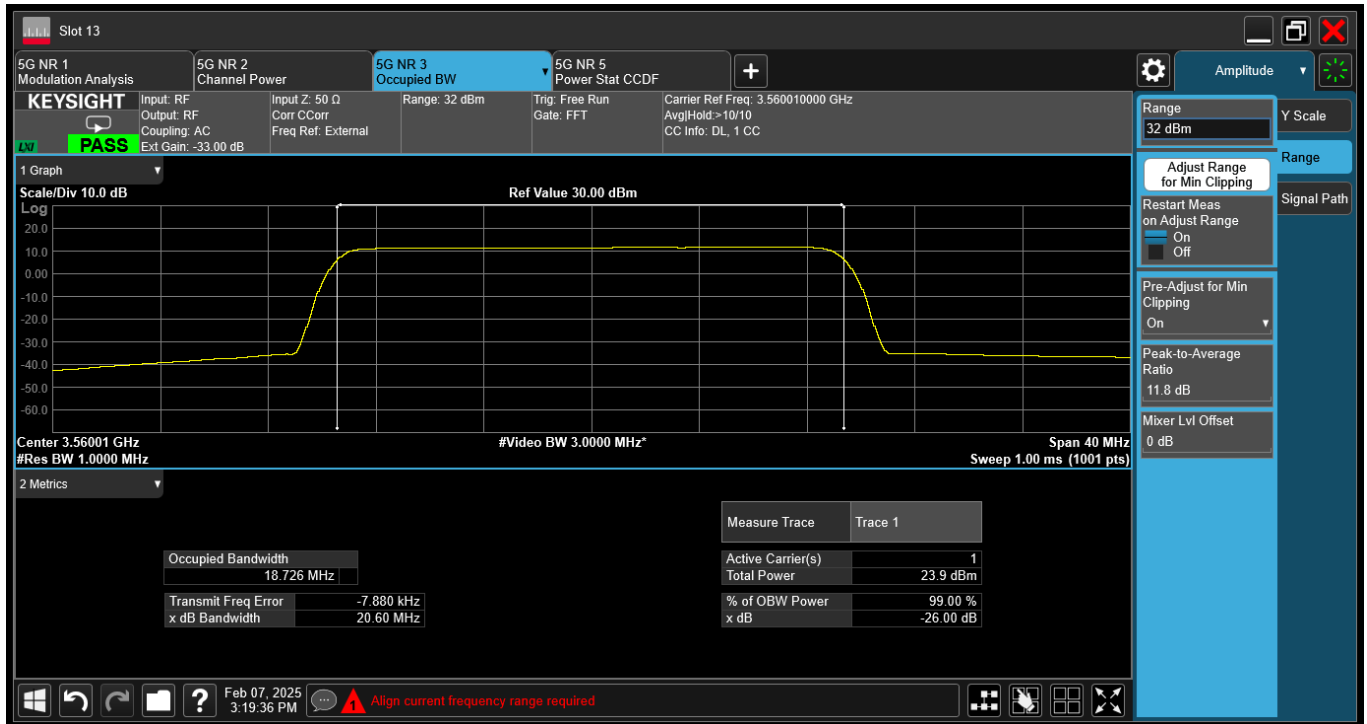 Slot 13
5G NR 1
Modulation Analysis
5G NR 2
Channel Power
5G NR 3
Occupied BW
5G NR 5
Power Stat CCDF
Amplitude
KEYSIGHT
LXI
PASS
Input: RF
Output: RF
Coupling: AC
Ext Gain: -33.00 dB
Input Z: 50 Ω
Corr CCorr
Freq Ref: External
Range: 32 dBm
Trig: Free Run
Gate: FFT
Carrier Ref Freq: 3.560010000 GHz
Avg|Hold:>10/10
CC Info: DL, 1 CC
1 Graph
Scale/Div 10.0 dB
Ref Value 30.00 dBm
Log
20.0
10.0
0.00
-10.0
-20.0
-30.0
-40.0
-50.0
-60.0
Center 3.56001 GHz
#Video BW 3.0000 MHz*
Span 40 MHz
#Res BW 1.0000 MHz
Sweep 1.00 ms (1001 pts)
2 Metrics
Measure Trace Trace 1
Occupied Bandwidth
18.726 MHz
Transmit Freq Error -7.880 kHz
x dB Bandwidth 20.60 MHz
Active Carrier(s) 1
Total Power 23.9 dBm
% of OBW Power 99.00 %
x dB -26.00 dB
Range
32 dBm
Adjust Range
for Min Clipping
Restart Meas
on Adjust Range
On
Off
Pre-Adjust for Min
Clipping
On
Peak-to-Average
Ratio
11.8 dB
Mixer Lvl Offset
0 dB
Y Scale
Range
Signal Path
?
Feb 07, 2025
3:19:36 PM
1
Align current frequency range required